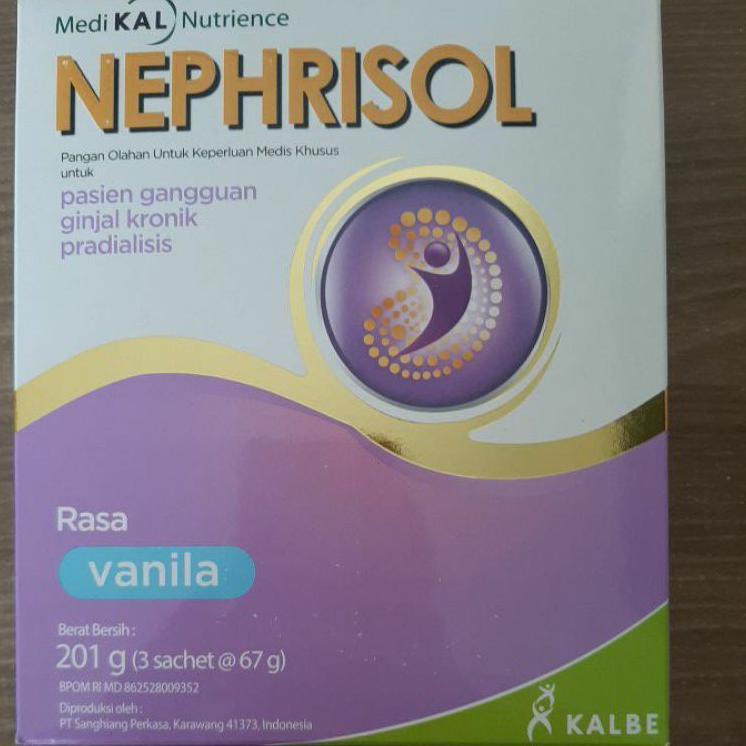 Medi KAL Nutrience
NEPHRISOL
Pangan Olahan Untuk Keperluan Medis Khusus
untuk
pasien gangguan
ginjal kronik
pradialisis
Rasa
vanila
Berat Bersih :
201 g (3 sachet @ 67 g)
BPOM RI MD 862528009352
Diproduksi oleh :
PT Sanghiang Perkasa, Karawang 41373, Indonesia
KALBE